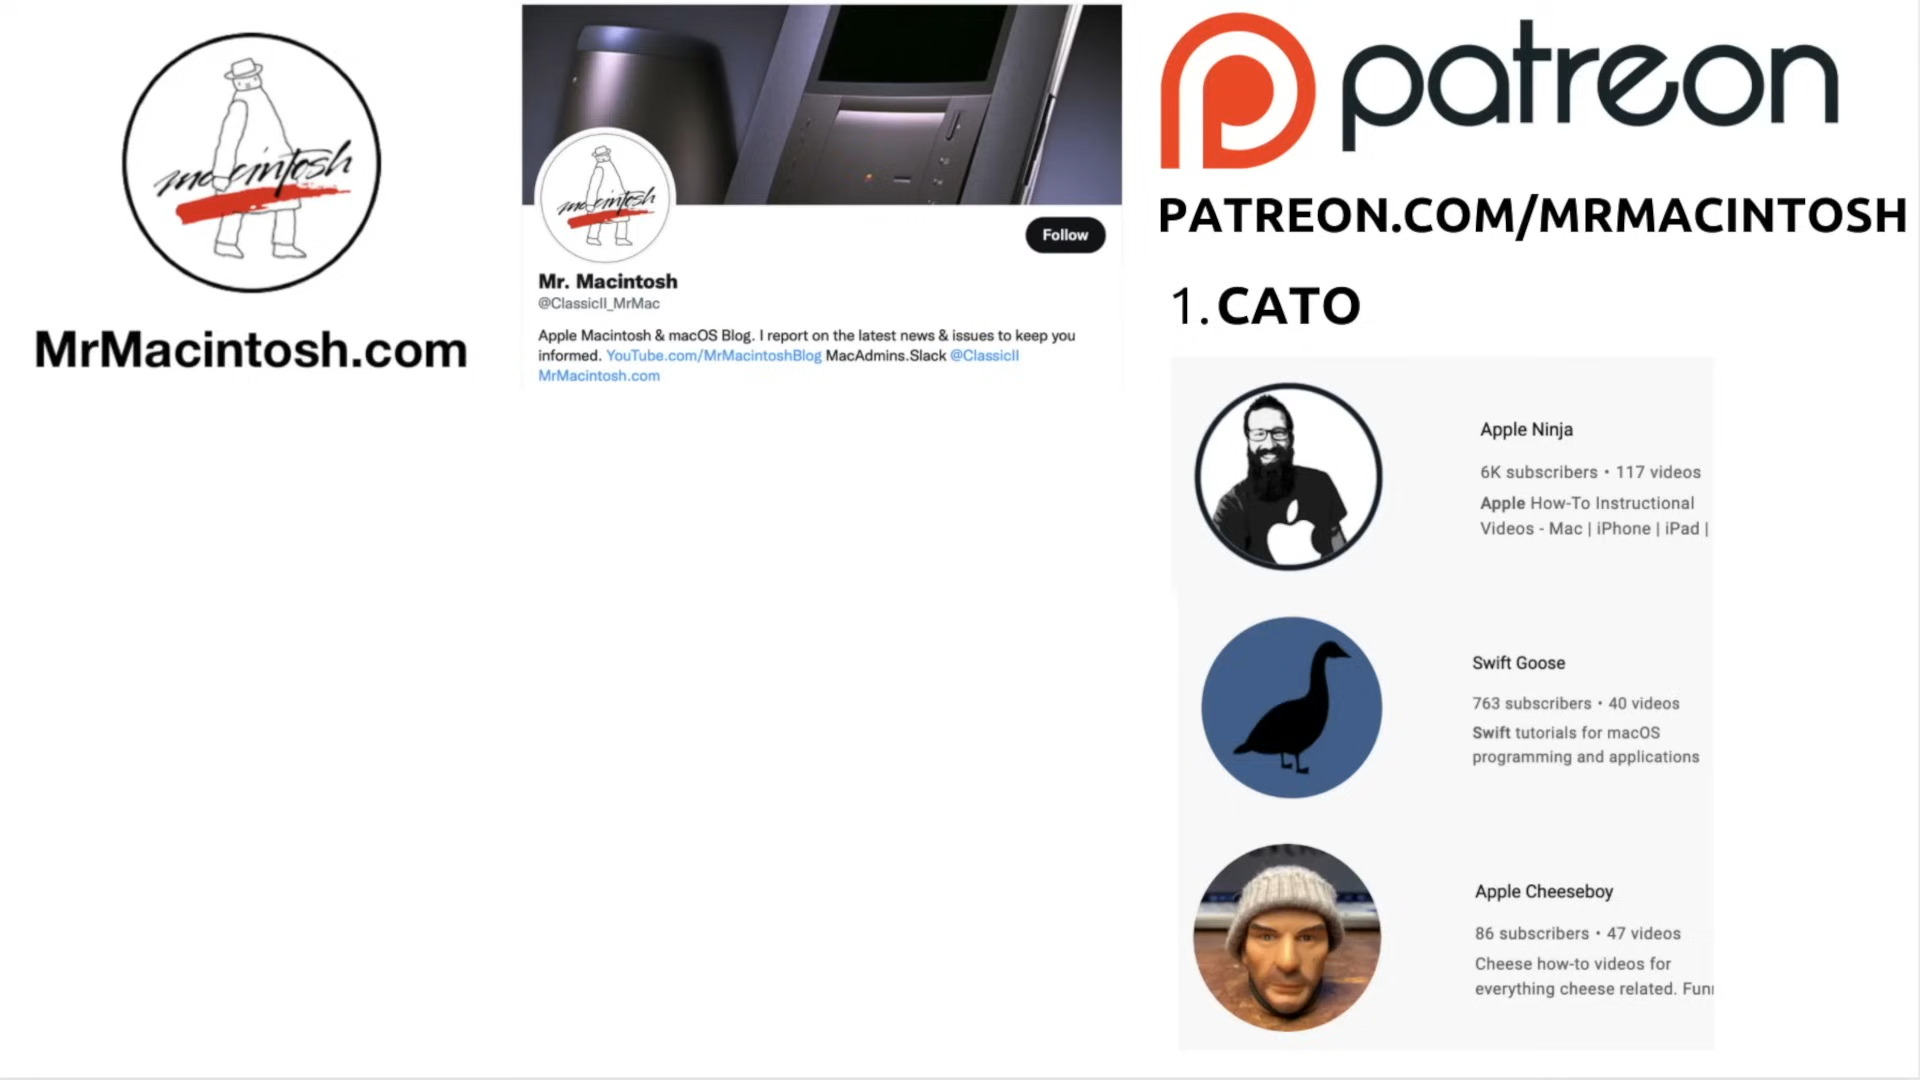 macintosh
MrMacintosh.com
macintosh
Follow
Mr. Macintosh
@ClassicII_MrMac
Apple Macintosh & macOS Blog. I report on the latest news & issues to keep you
informed. YouTube.com/MrMacintoshBlog MacAdmins.Slack @ClassicII
MrMacintosh.com
patreon
PATREON.COM/MRMACINTOSH
1. CATO
Apple Ninja
6K subscribers • 117 videos
Apple How-To Instructional
Videos - Mac | iPhone | iPad |
Swift Goose
763 subscribers • 40 videos
Swift tutorials for macOS
programming and applications
Apple Cheeseboy
86 subscribers • 47 videos
Cheese how-to videos for
everything cheese related. Fun